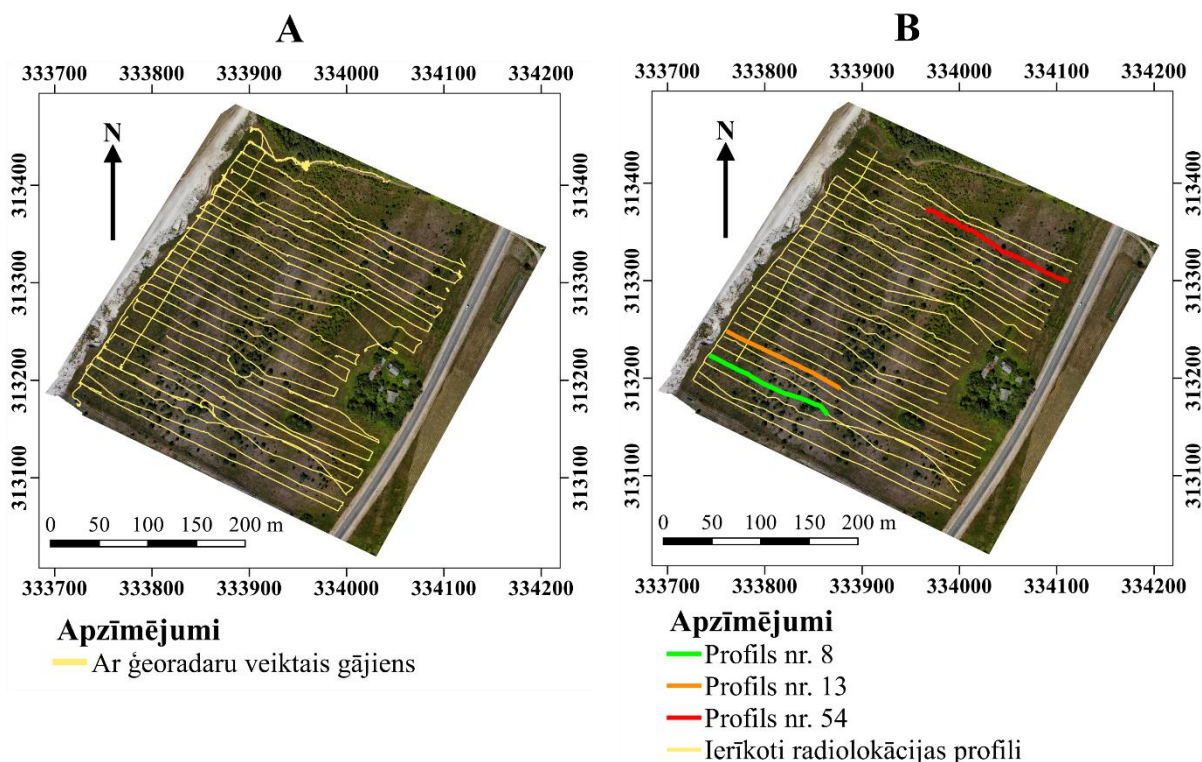 A
333700 333800 333900 334000 334100 334200
N
313400
313300
313200
313100
313400
313300
313200
313100
0 50 100 150 200 m
333700 333800 333900 334000 334100 334200
Apzīmējumi
Ar ģeoradaru veiktais gājiens
B
333700 333800 333900 334000 334100 334200
N
313400
313300
313200
313100
313400
313300
313200
313100
0 50 100 150 200 m
333700 333800 333900 334000 334100 334200
Apzīmējumi
Profils nr. 8
Profils nr. 13
Profils nr. 54
Ierīkoti radiolokācijas profili